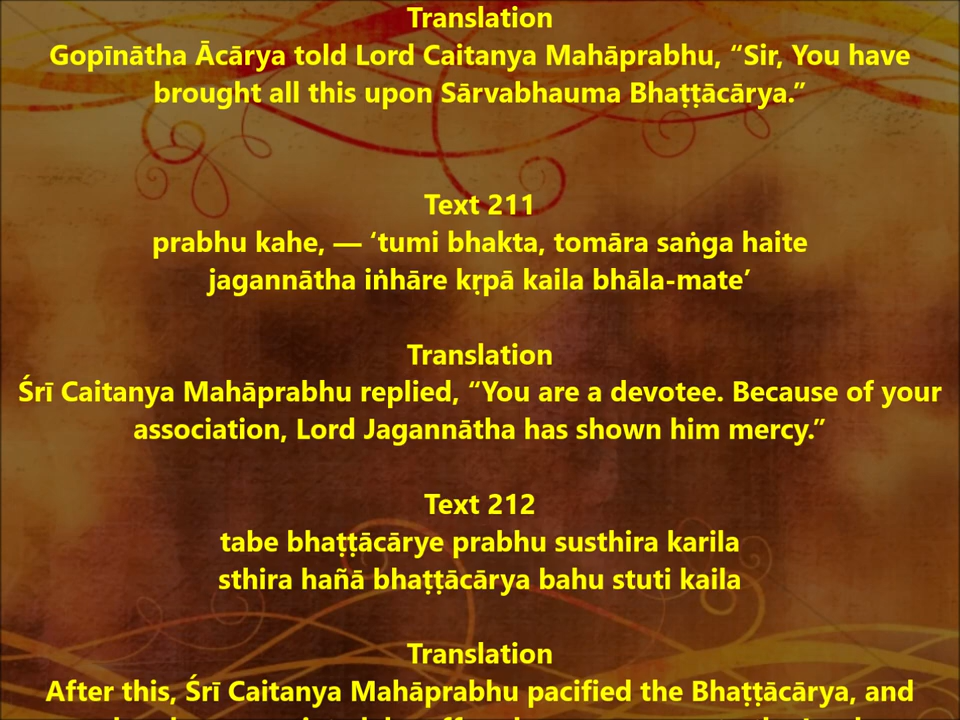 Translation
Gopīnātha Ācārya told Lord Caitanya Mahāprabhu, “Sir, You have
brought all this upon Sārvabhauma Bhaṭṭācārya.”
Text 211
prabhu kahe, — ‘tumi bhakta, tomāra saṅga haite
jagannātha iṅhāre kṛpā kaila bhāla-mate’
Translation
Śrī Caitanya Mahāprabhu replied, “You are a devotee. Because of your
association, Lord Jagannātha has shown him mercy.”
Text 212
tabe bhaṭṭācārye prabhu susthira karila
sthira hañā bhaṭṭācārya bahu stuti kaila
Translation
After this, Śrī Caitanya Mahāprabhu pacified the Bhaṭṭācārya, and